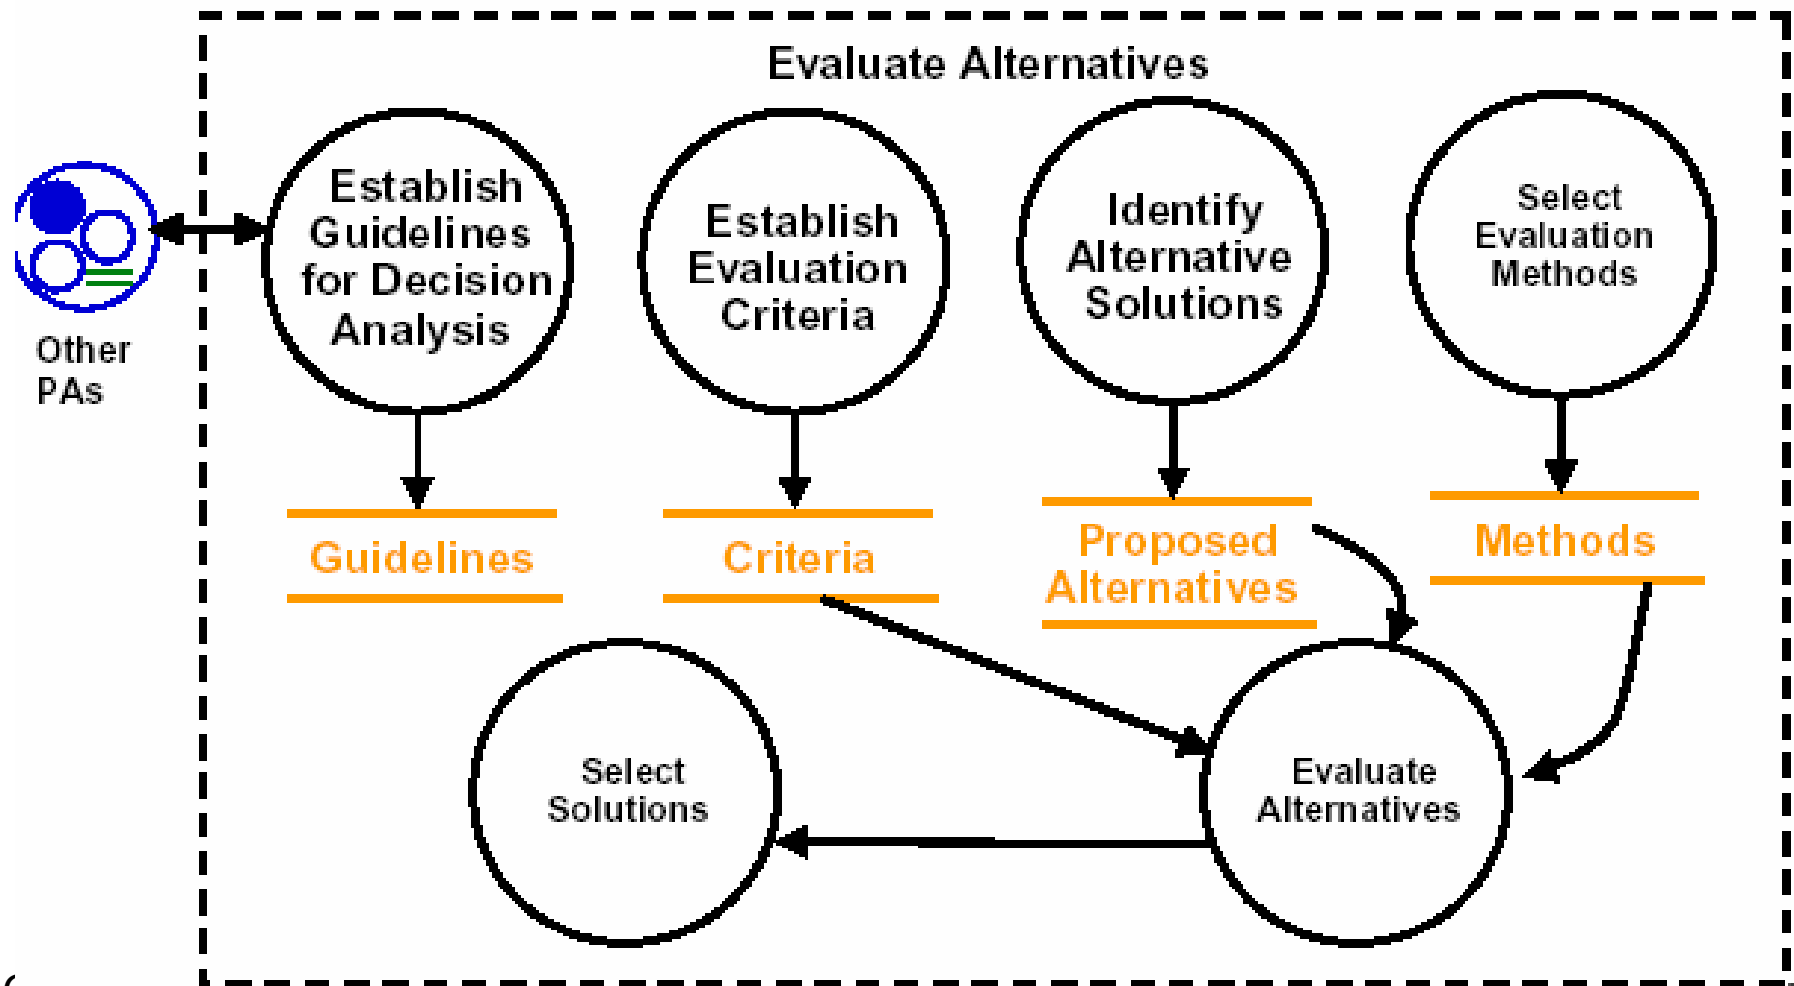 Evaluate Alternatives
Establish
Guidelines
for Decision
Analysis
Establish
Evaluation
Criteria
Identify
Alternative
Solutions
Select
Evaluation
Methods
Other
PAs
Guidelines
Criteria
Proposed
Alternatives
Methods
Select
Solutions
Evaluate
Alternatives